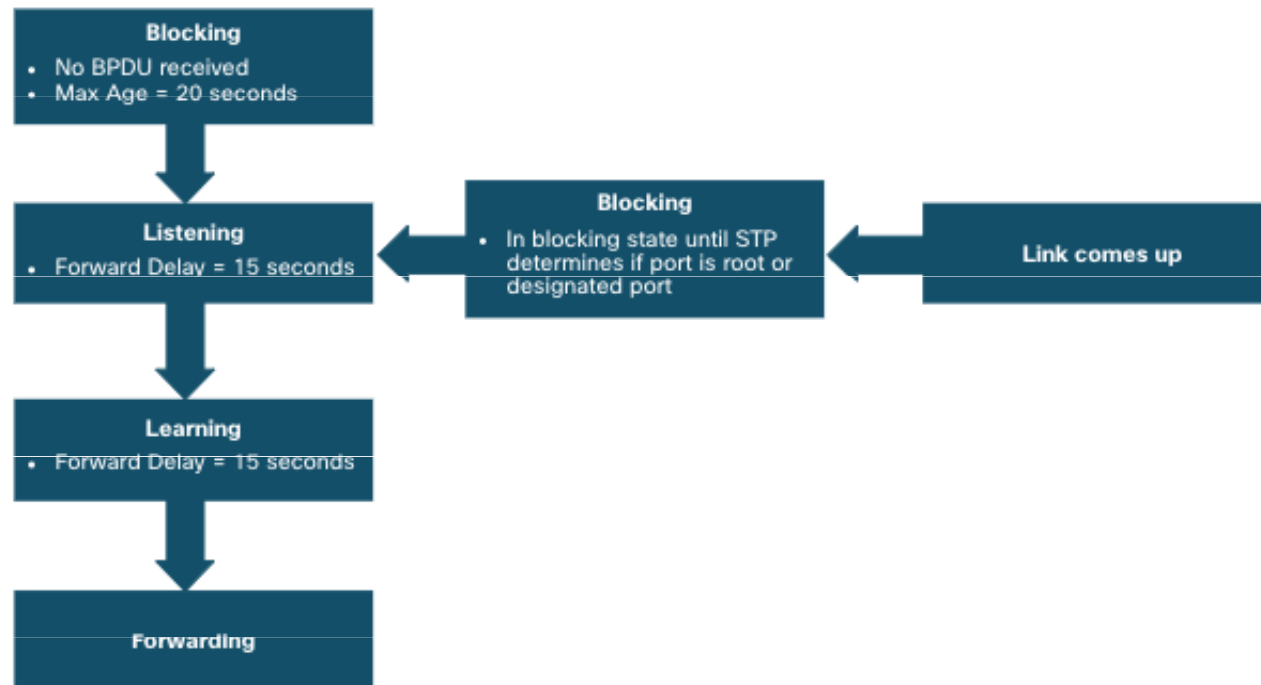 Blocking
• No BPDU received
• Max Age = 20 seconds
Listening
• Forward Delay = 15 seconds
Blocking
• In blocking state until STP
determines if port is root or
designated port
Link comes up
Learning
• Forward Delay = 15 seconds
Forwarding